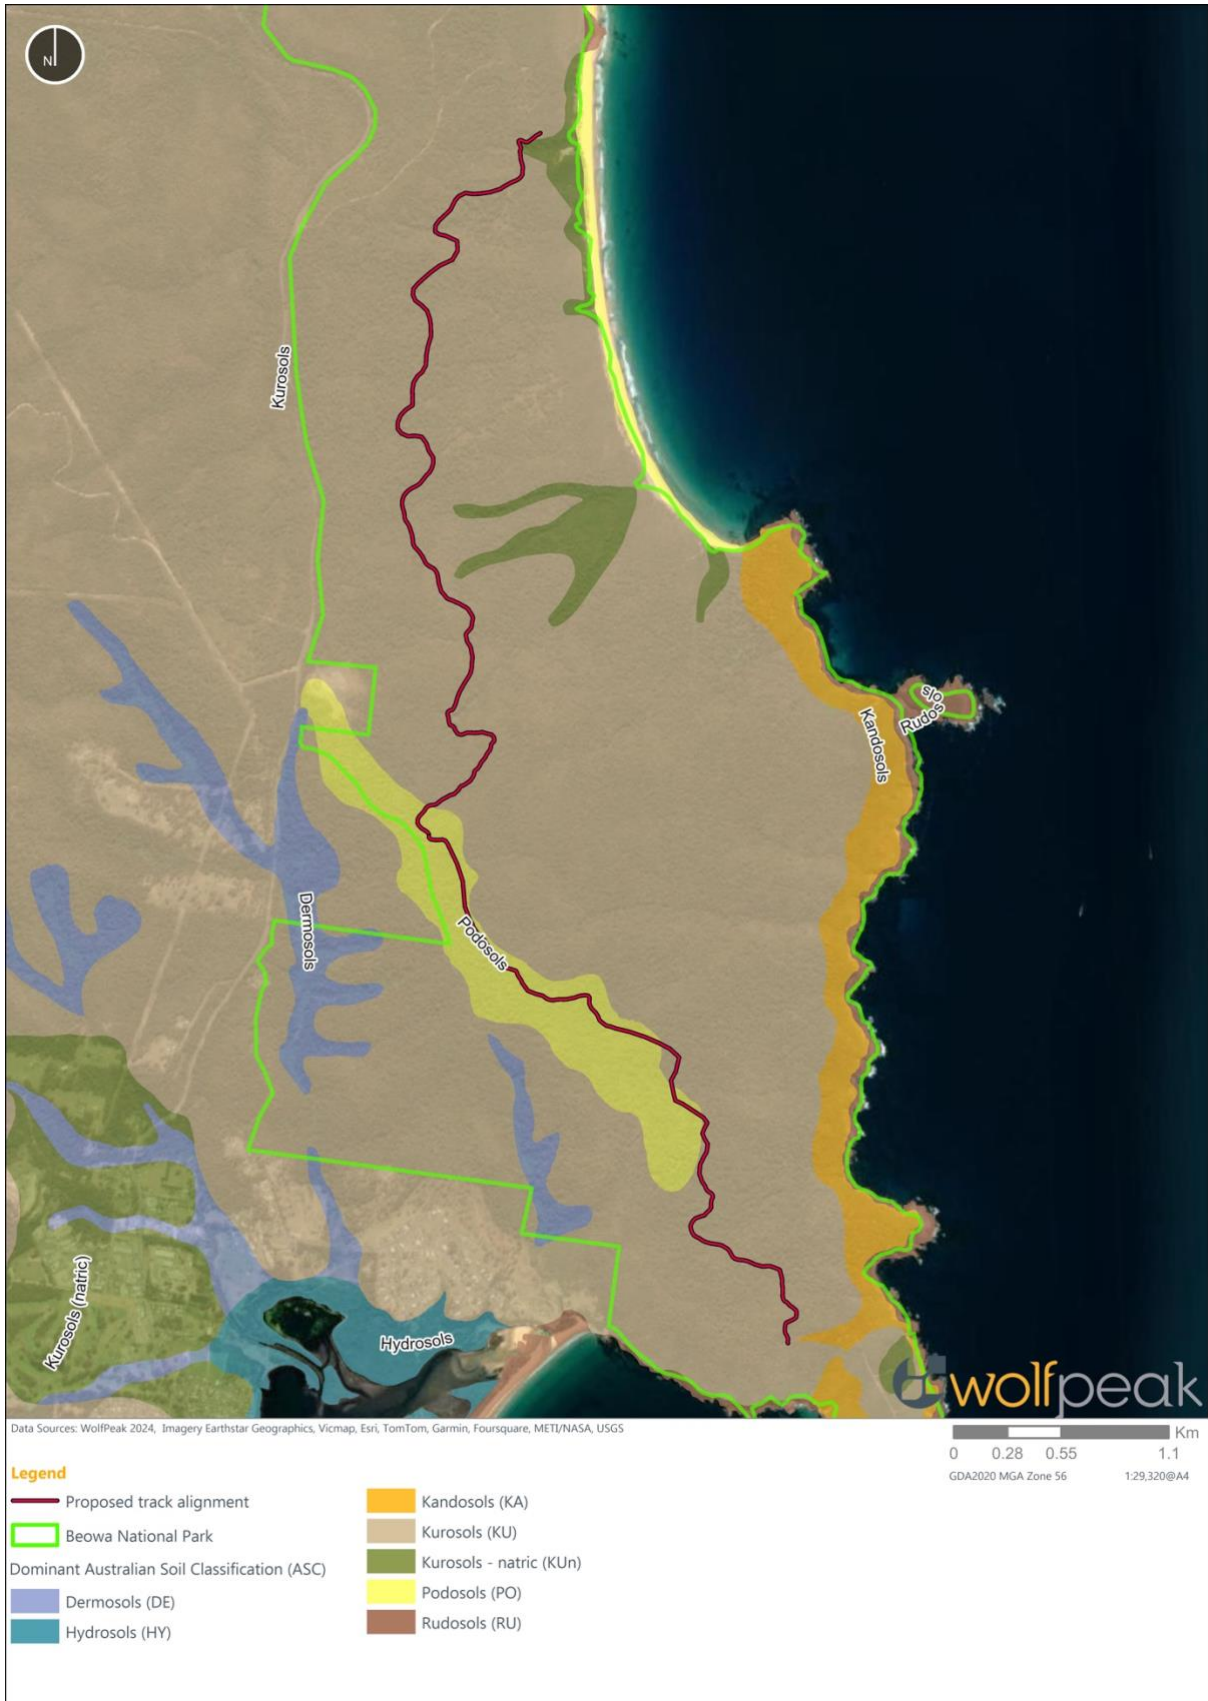 N
Kurosols
Kandosols
Rudosols
Dermosols
Podosols
Kurosols (natric)
Hydrosols
wolfpeak
Data Sources: WolfPeak 2024, Imagery Earthstar Geographics, Vicmap, Esri, TomTom, Garmin, Foursquare, METI/NASA, USGS
Km
0 0.28 0.55 1.1
GDA2020 MGA Zone 56 1:29,320@A4
Legend
Proposed track alignment
Beowa National Park
Dominant Australian Soil Classification (ASC)
Dermosols (DE)
Hydrosols (HY)
Kandosols (KA)
Kurosols (KU)
Kurosols - natric (KUn)
Podosols (PO)
Rudosols (RU)